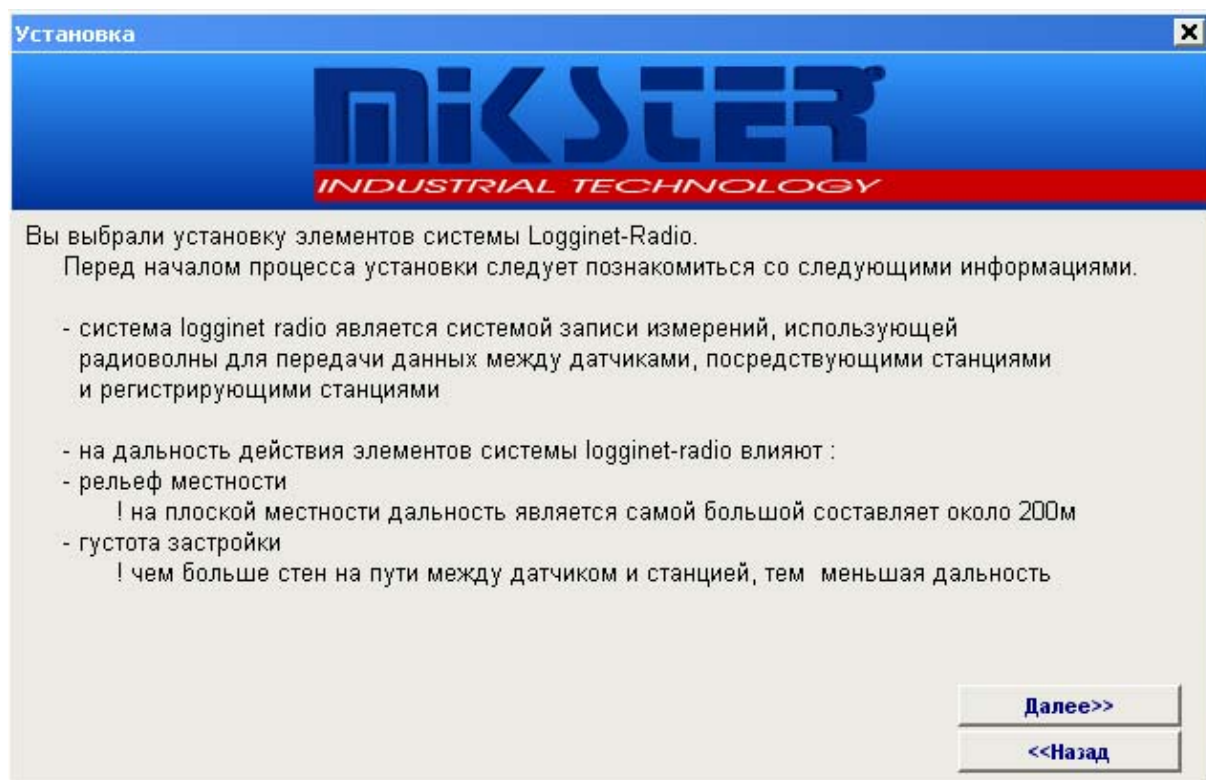 Установка
MIKSTER
INDUSTRIAL TECHNOLOGY
Вы выбрали установку элементов системы Logginet-Radio.
Перед началом процесса установки следует познакомиться со следующими информациями.
- система logginet radio является системой записи измерений, использующей
радиоволны для передачи данных между датчиками, посредствующими станциями
и регистрирующими станциями
- на дальность действия элементов системы logginet-radio влияют :
- рельеф местности
! на плоской местности дальность является самой большой составляет около 200м
- густота застройки
! чем больше стен на пути между датчиком и станцией, тем  меньшая дальность
Далее>>
<<Назад